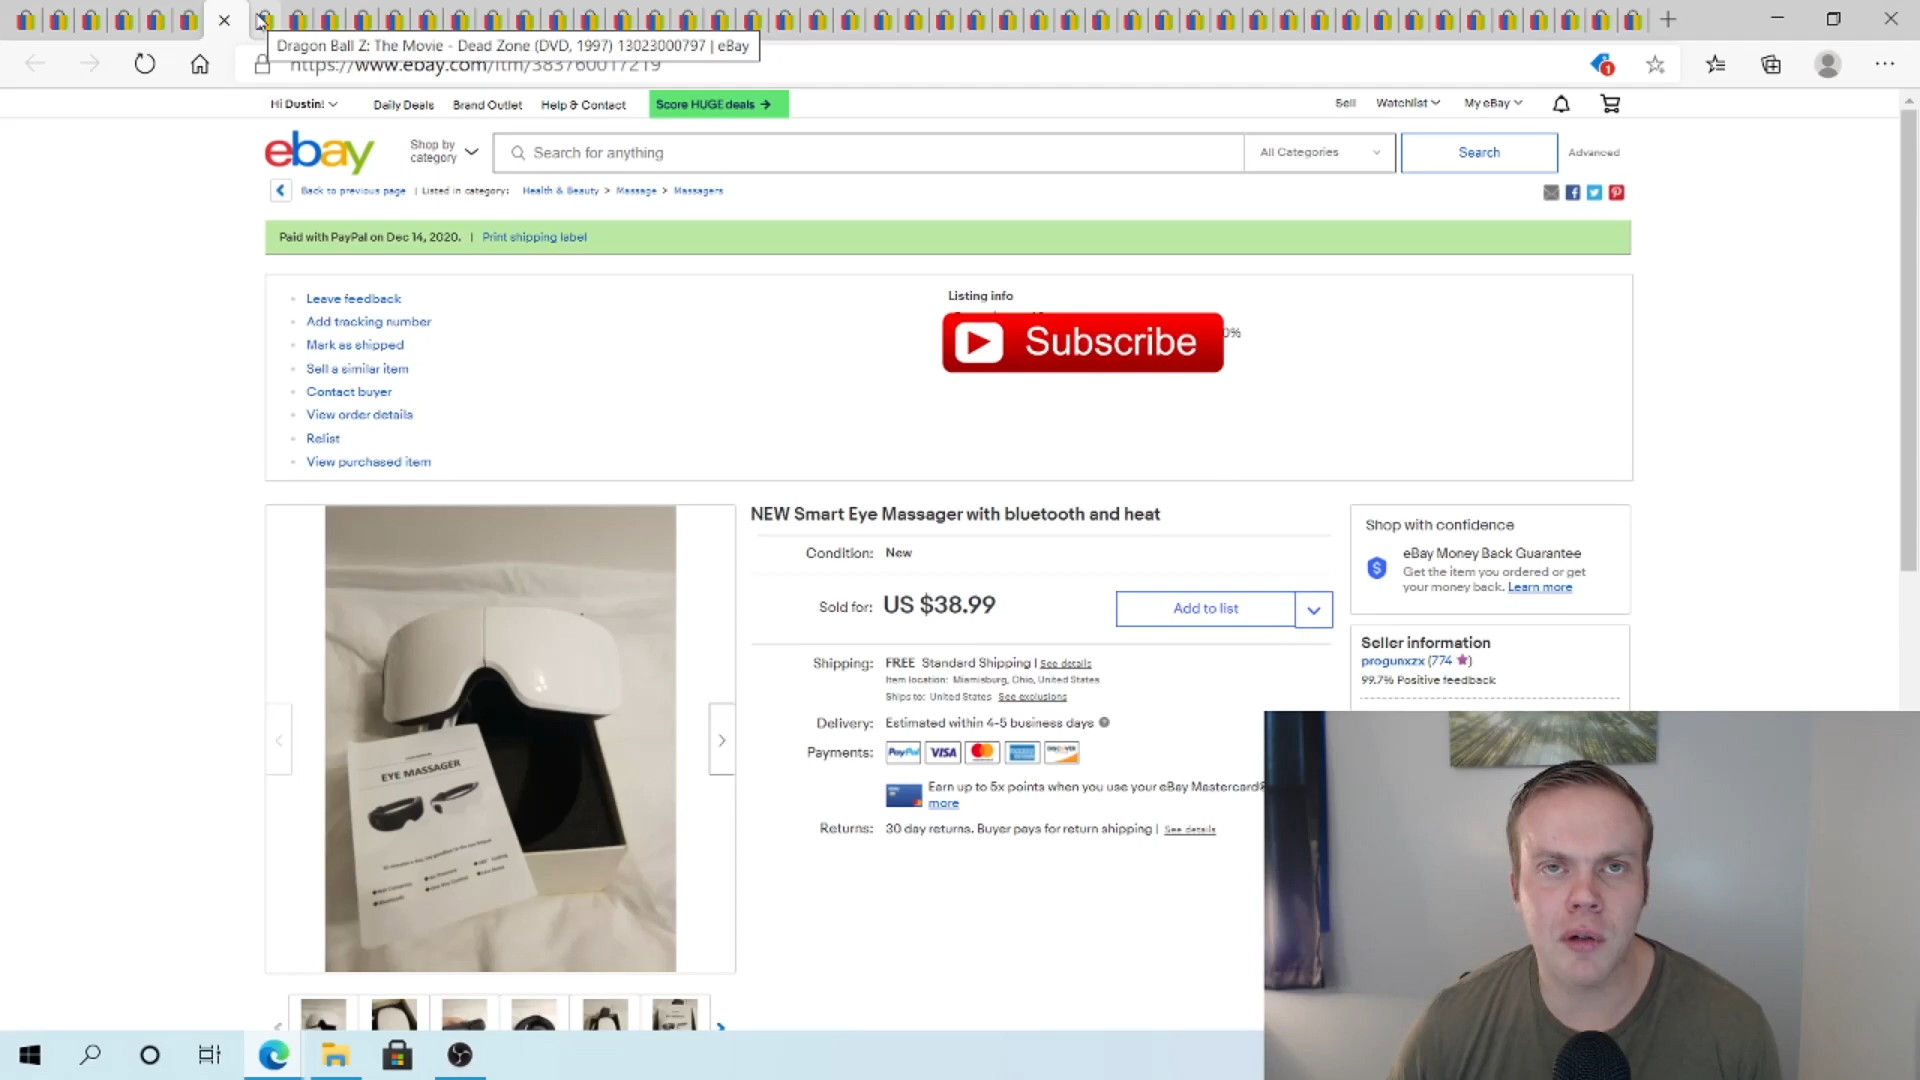 Dragon Ball Z: The Movie - Dead Zone (DVD, 1997) 13023000797 | eBay
https://www.ebay.com/itm/383760017219
1
Hi Dustin!
Daily Deals
Brand Outlet
Help & Contact
Score HUGE deals →
Sell
Watchlist
My eBay
ebay
Shop by category
Search for anything
All Categories
Search
Advanced
Back to previous page | Listed in category: Health & Beauty > Massage > Massagers
Paid with PayPal on Dec 14, 2020. | Print shipping label
Leave feedback
Add tracking number
Mark as shipped
Sell a similar item
Contact buyer
View order details
Relist
View purchased item
Listing info
0%
Subscribe
NEW Smart Eye Massager with bluetooth and heat
Condition: New
Sold for: US $38.99
Add to list
Shipping: FREE Standard Shipping | See details
Item location: Miamisburg, Ohio, United States
Ships to: United States See exclusions
Delivery: Estimated within 4-5 business days
Payments: PayPal VISA
DISCOVER
Earn up to 5x points when you use your eBay Mastercard®
more
Returns: 30 day returns. Buyer pays for return shipping | See details
Shop with confidence
eBay Money Back Guarantee
Get the item you ordered or get
your money back. Learn more
Seller information
progunxzx (774 )
99.7% Positive feedback
EYE MASSAGER